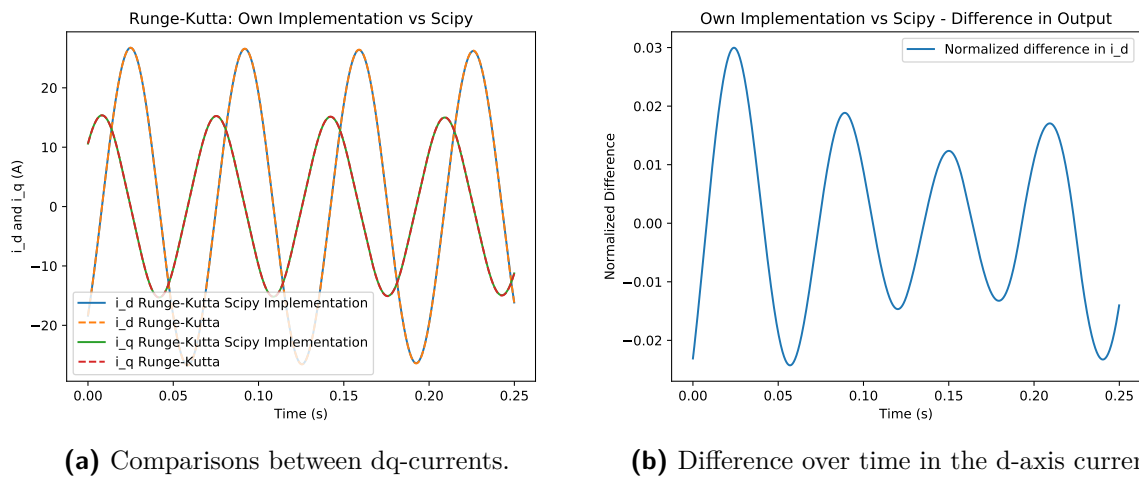 Runge-Kutta: Own Implementation vs Scipy
i_d and i_q (A)
20
10
0
−10
−20
i_d Runge-Kutta Scipy Implementation
i_d Runge-Kutta
i_q Runge-Kutta Scipy Implementation
i_q Runge-Kutta
0.00 0.05 0.10 0.15 0.20 0.25
Time (s)
(a) Comparisons between dq-currents.
Own Implementation vs Scipy - Difference in Output
Normalized difference in i_d
Normalized Difference
0.03
0.02
0.01
0.00
−0.01
−0.02
0.00 0.05 0.10 0.15 0.20 0.25
Time (s)
(b) Difference over time in the d-axis curren